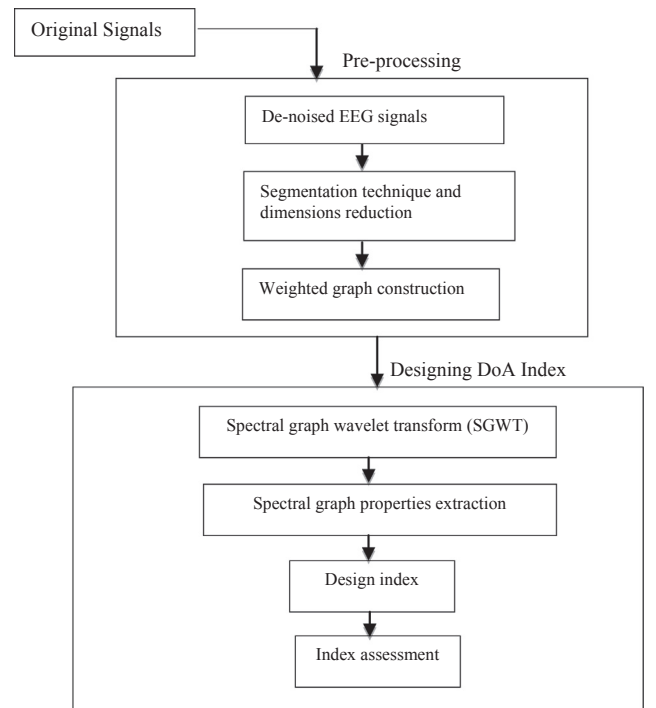 Original Signals
Pre-processing
De-noised EEG signals
Segmentation technique and
dimensions reduction
Weighted graph construction
Designing DoA Index
Spectral graph wavelet transform (SGWT)
Spectral graph properties extraction
Design index
Index assessment